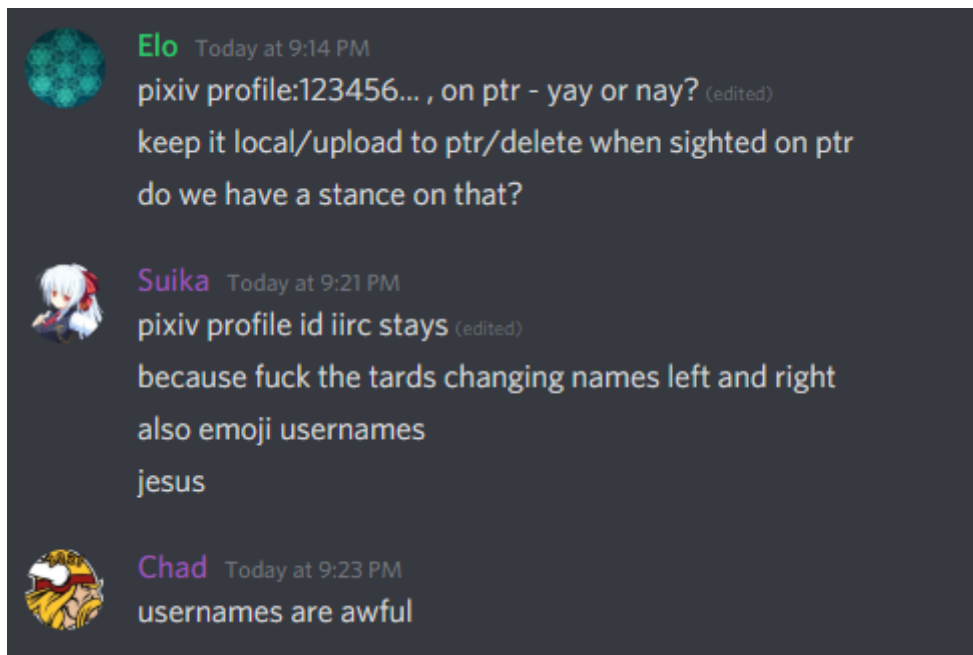 Elo Today at 9:14 PM
pixiv profile:123456... , on ptr - yay or nay? (edited)
keep it local/upload to ptr/delete when sighted on ptr
do we have a stance on that?
Suika Today at 9:21 PM
pixiv profile id iirc stays (edited)
because fuck the tards changing names left and right
also emoji usernames
jesus
Chad Today at 9:23 PM
usernames are awful